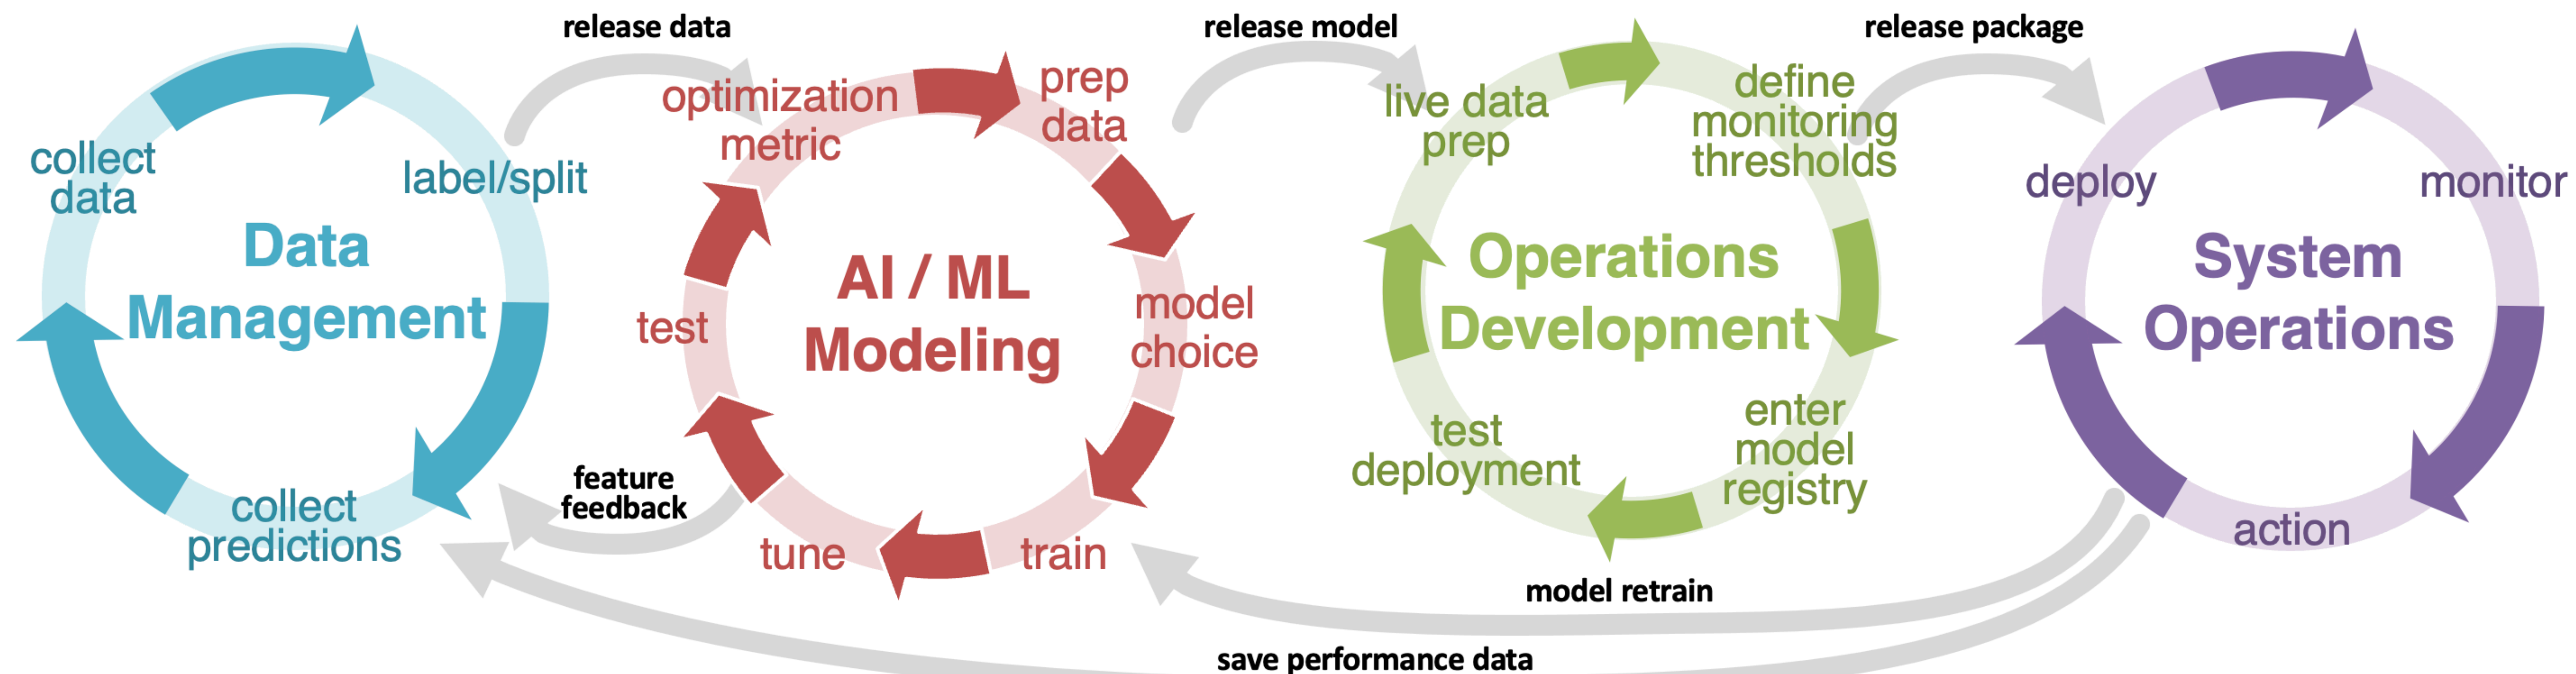 release data
release model
release package
collect
data
label/split
Data
Management
collect
predictions
feature
feedback
optimization
metric
prep
data
model
choice
train
tune
test
AI / ML
Modeling
live data
prep
define
monitoring
thresholds
enter
model
registry
test
deployment
Operations
Development
deploy
monitor
action
System
Operations
model retrain
save performance data